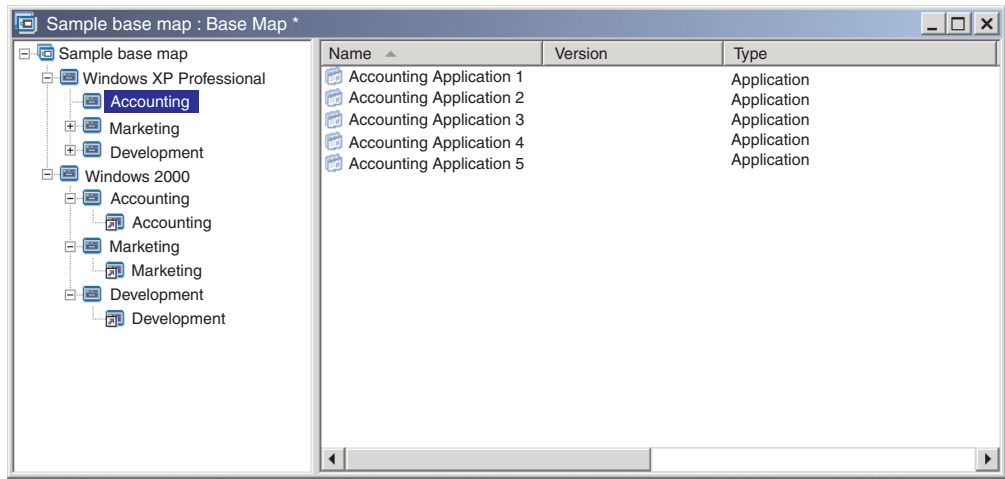 Sample base map : Base Map *
Sample base map
Windows XP Professional
Accounting
Marketing
Development
Windows 2000
Accounting
Accounting
Marketing
Marketing
Development
Development
Name Version Type
Accounting Application 1 Application
Accounting Application 2 Application
Accounting Application 3 Application
Accounting Application 4 Application
Accounting Application 5 Application